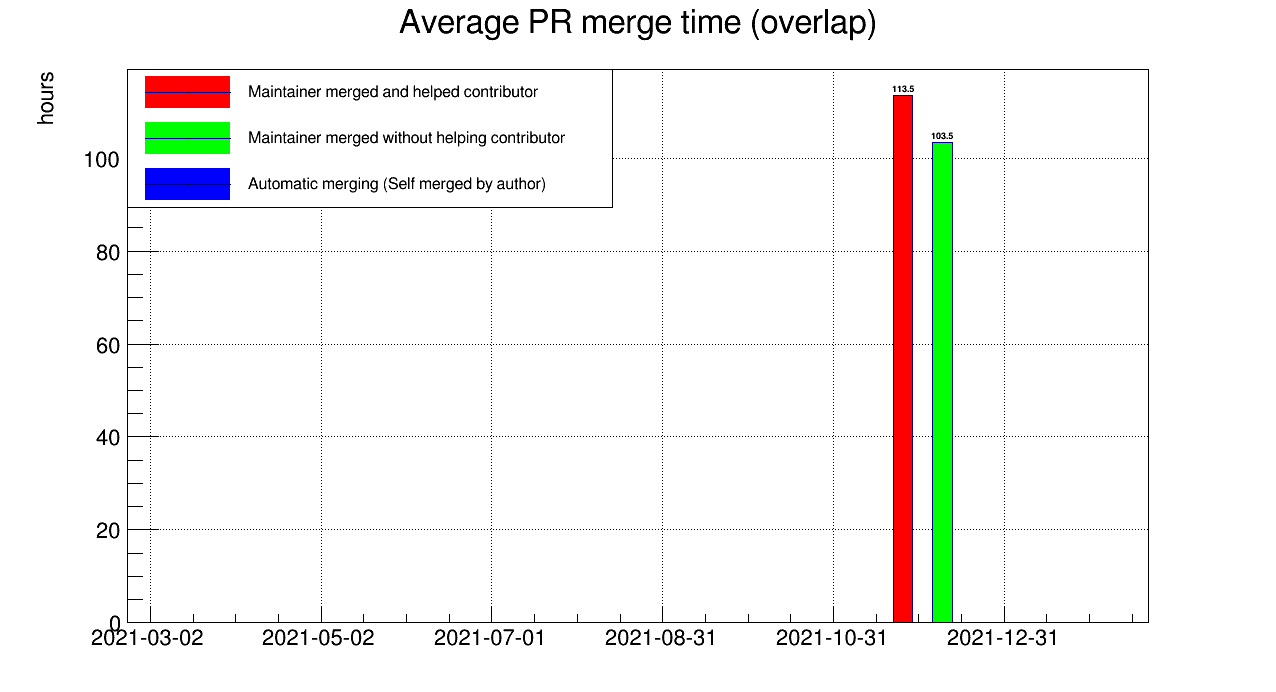 Average PR merge time (overlap)
hours
Maintainer merged and helped contributor
Maintainer merged without helping contributor
Automatic merging (Self merged by author)
113.5
103.5
100
80
60
40
20
0
2021-03-02 2021-05-02 2021-07-01 2021-08-31 2021-10-31 2021-12-31